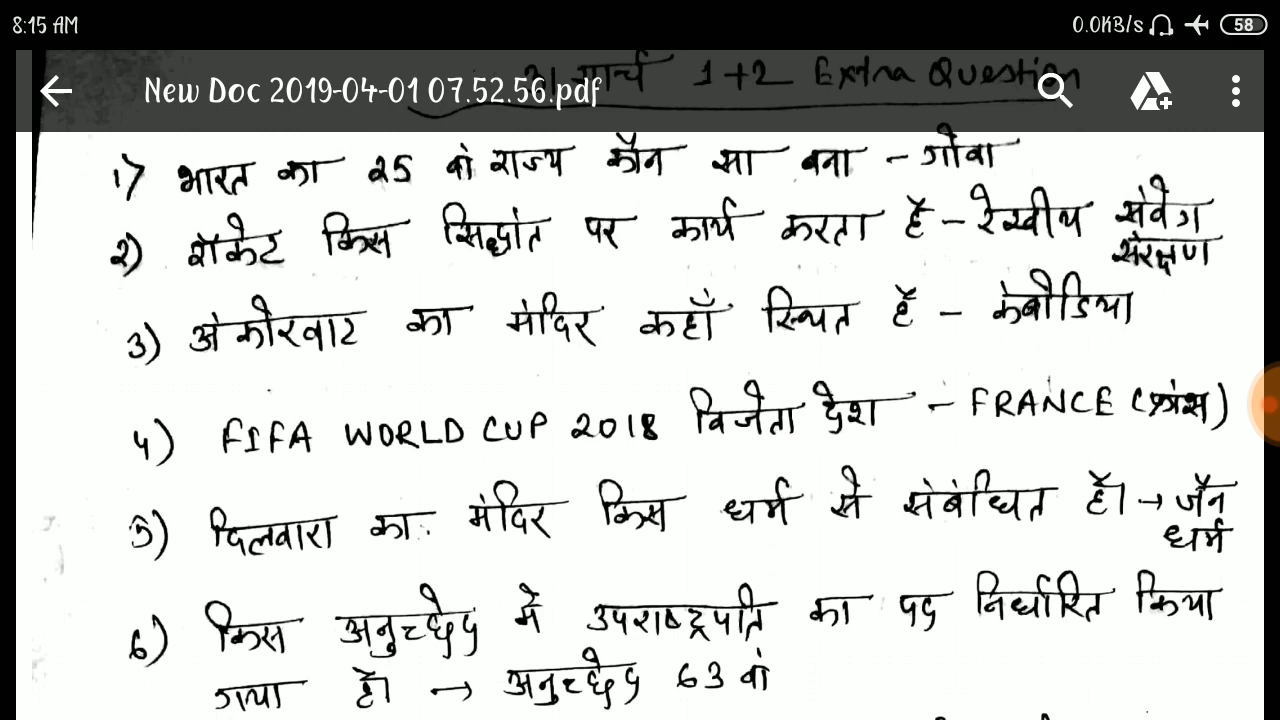 8:15 AM 0.0KB/s 58
31 मार्च 1+2 Extra Question
New Doc 2019-04-01 07.52.56.pdf
1) भारत का 25 वां राज्य कौन सा बना - गोवा
2) रॉकेट किस सिद्धांत पर कार्य करता है - रेखीय संवेग
संरक्षण
3) अंकोरवाट का मंदिर कहाँ स्थित है - कंबोडिया
4) FIFA WORLD CUP 2018 विजेता देश - FRANCE (फ्रांस)
5) दिलवारा का मंदिर किस धर्म से संबंधित है। → जैन
धर्म
6) किस अनुच्छेद में उपराष्ट्रपति का पद निर्धारित किया
गया है। → अनुच्छेद 63 वां